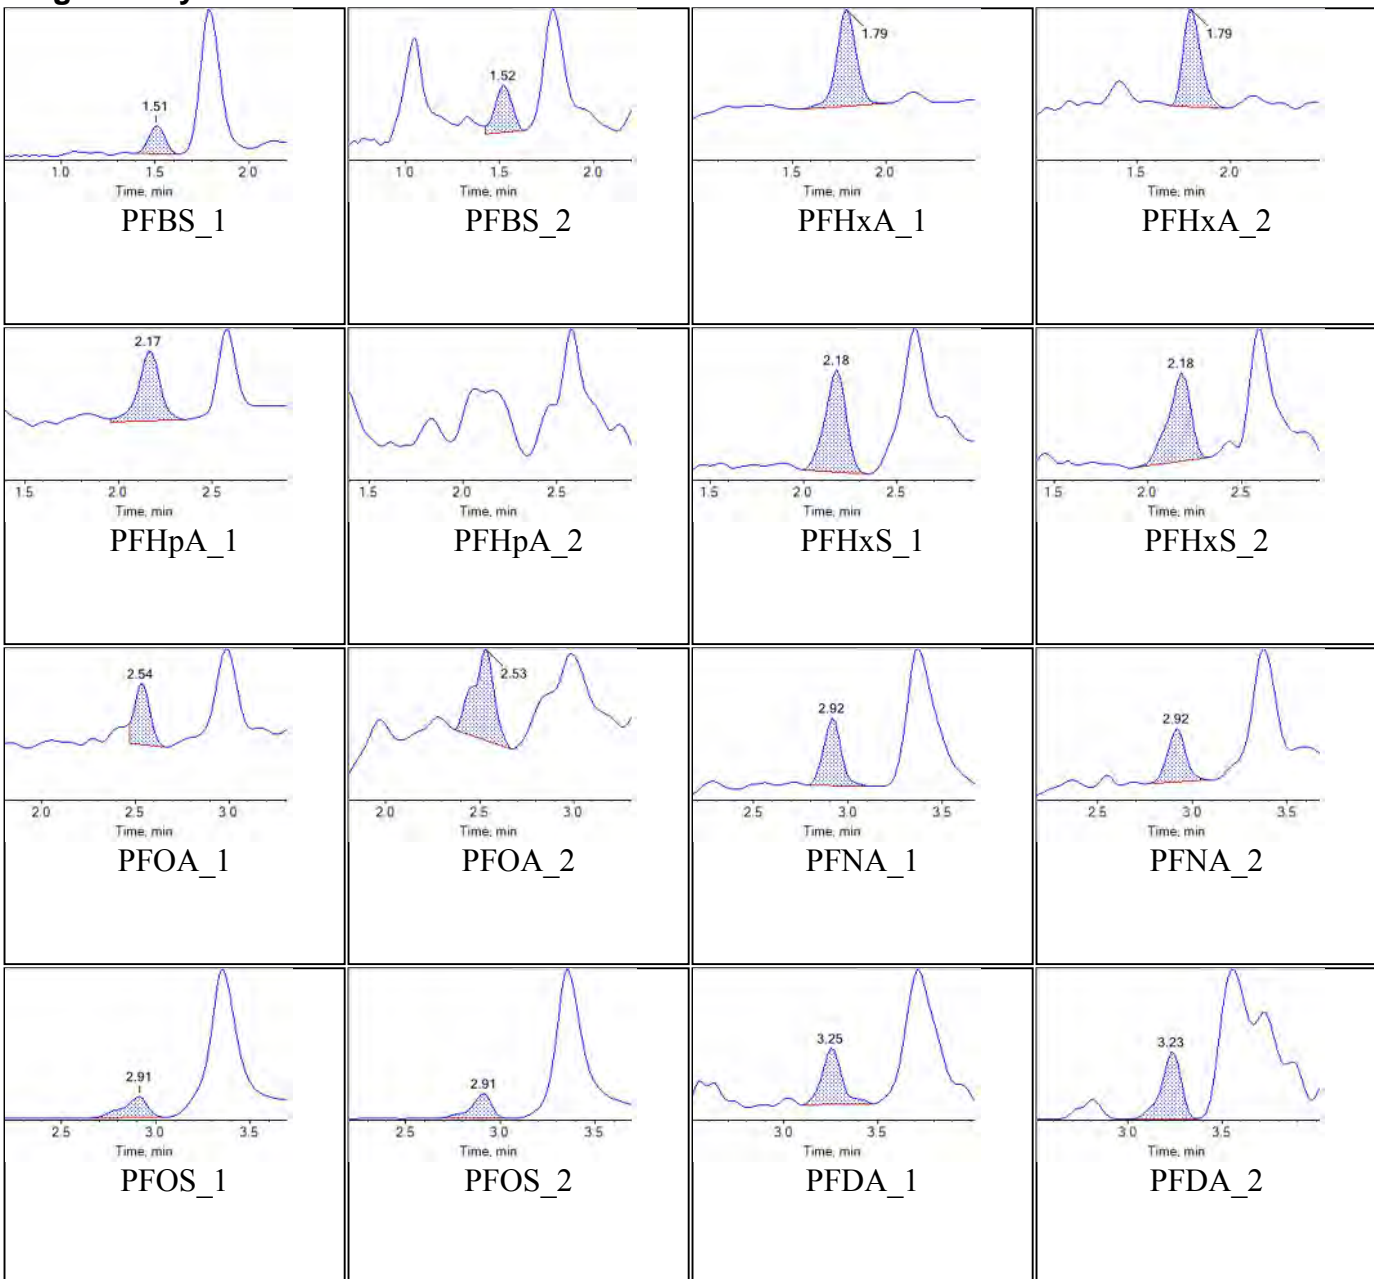 1.51
1.0 1.5 2.0
Time, min
PFBS_1
1.52
1.0 1.5 2.0
Time, min
PFBS_2
1.79
1.5 2.0
Time, min
PFHxA_1
1.79
1.5 2.0
Time, min
PFHxA_2
2.17
1.5 2.0 2.5
Time, min
PFHpA_1
1.5 2.0 2.5
Time, min
PFHpA_2
2.18
1.5 2.0 2.5
Time, min
PFHxS_1
2.18
1.5 2.0 2.5
Time, min
PFHxS_2
2.54
2.0 2.5 3.0
Time, min
PFOA_1
2.53
2.0 2.5 3.0
Time, min
PFOA_2
2.92
2.5 3.0 3.5
Time, min
PFNA_1
2.92
2.5 3.0 3.5
Time, min
PFNA_2
2.91
2.5 3.0 3.5
Time, min
PFOS_1
2.91
2.5 3.0 3.5
Time, min
PFOS_2
3.25
3.0 3.5
Time, min
PFDA_1
3.23
3.0 3.5
Time, min
PFDA_2